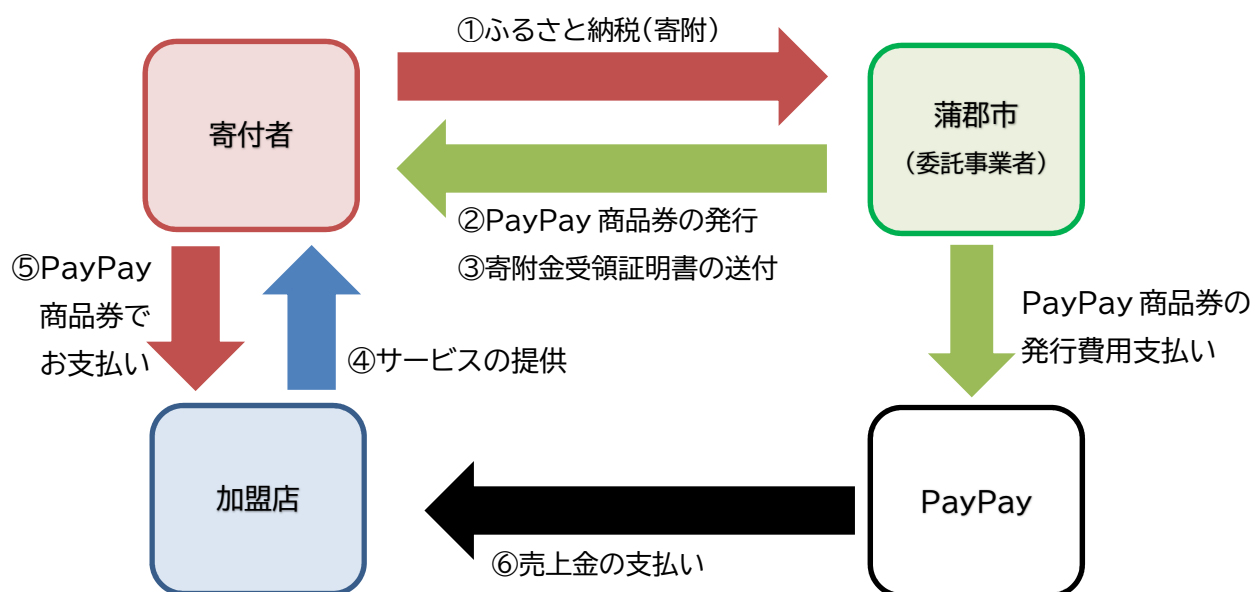 ①ふるさと納税(寄附)
寄付者
蒲郡市
(委託事業者)
②PayPay 商品券の発行
③寄附金受領証明書の送付
⑤PayPay
商品券で
お支払い
④サービスの提供
PayPay 商品券の
発行費用支払い
加盟店
PayPay
⑥売上金の支払い